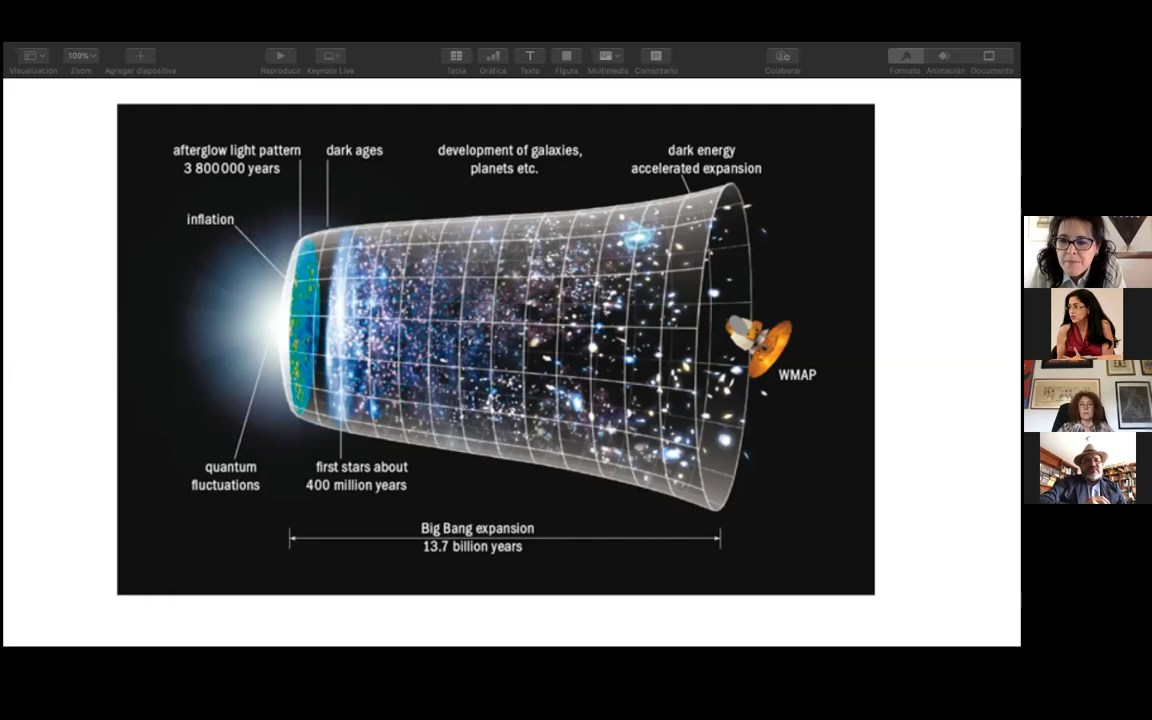 109%
Visualización Zoom Agregar diapositiva Reproducir Keynote Live Tabla Gráfica Texto Figura Multimedia Comentario Colaborar Formato Animación Documento
afterglow light pattern
3 800 000 years
dark ages
development of galaxies,
planets etc.
dark energy
accelerated expansion
inflation
WMAP
quantum
fluctuations
first stars about
400 million years
Big Bang expansion
13.7 billion years